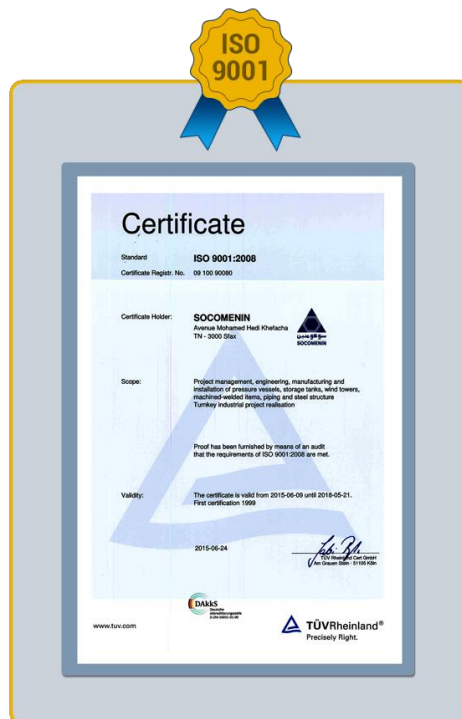 ISO
9001
Certificate
Standard ISO 9001:2008
Certificate Registr. No. 09 100 90080
Certificate Holder: SOCOMENIN
Avenue Mohamed Hedi Khefacha
TN - 3000 Sfax
سوكومينين
SOCOMENIN
Scope: Project management, engineering, manufacturing and
installation of pressure vessels, storage tanks, wind towers,
machined-welded items, piping and steel structure
Turnkey industrial project realisation
Proof has been furnished by means of an audit
that the requirements of ISO 9001:2008 are met.
Validity: The certificate is valid from 2015-06-09 until 2018-05-21.
First certification 1999
2015-06-24
TÜV Rheinland Cert GmbH
Am Grauen Stein · 51105 Köln
DAkkS
Deutsche
Akkreditierungsstelle
www.tuv.com
TÜVRheinland®
Precisely Right.